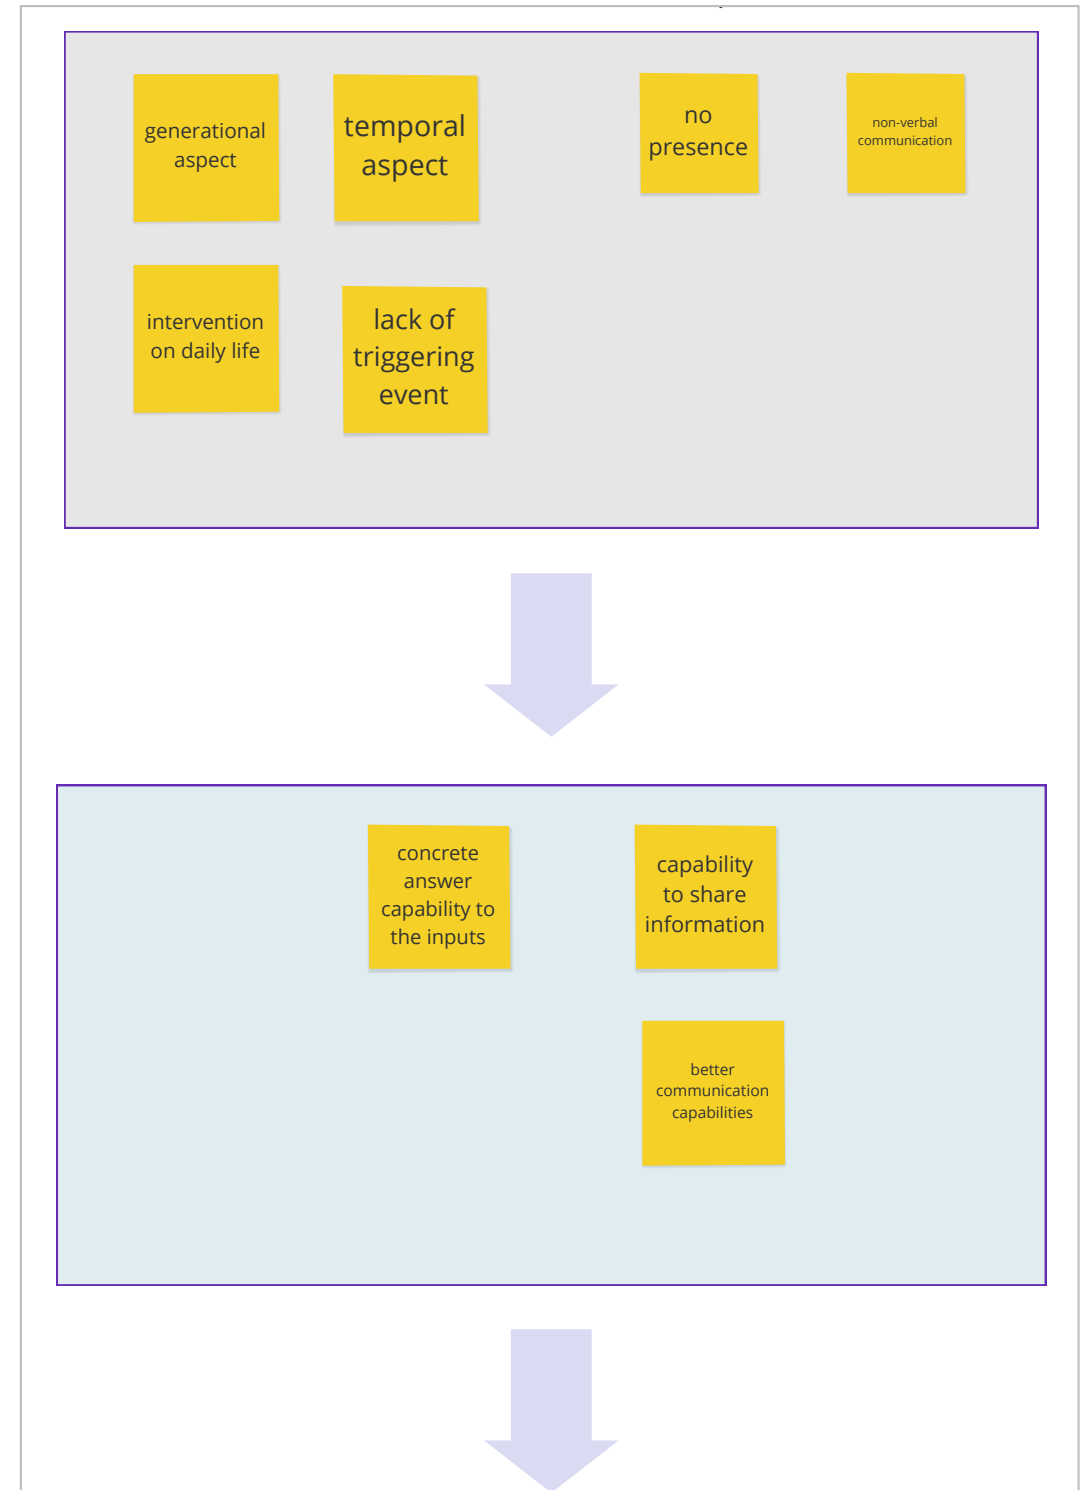 generational
aspect
temporal
aspect
no
presence
non-verbal
communication
intervention
on daily life
lack of
triggering
event
concrete
answer
capability to
the inputs
capability
to share
information
better
communication
capabilities